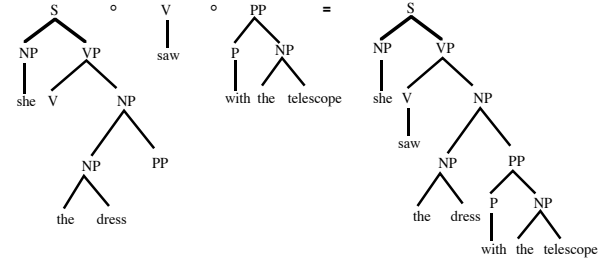 S ° V ° PP = S
NP VP saw P NP NP VP
she V NP with the telescope she V NP
saw
NP PP NP PP
the dress the dress P NP
with the telescope